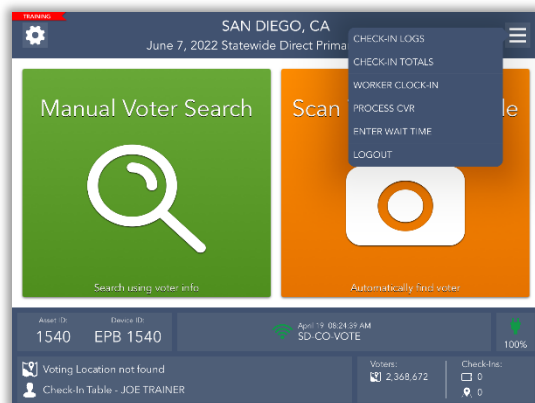 TRAINING
SAN DIEGO, CA
June 7, 2022 Statewide Direct Prima
CHECK-IN LOGS
CHECK-IN TOTALS
WORKER CLOCK-IN
PROCESS CVR
ENTER WAIT TIME
LOGOUT
Manual Voter Search
Scan
le
Search using voter info
Automatically find voter
Asset ID:
1540
Device ID:
EPB 1540
April 19 08:24:39 AM
SD-CO-VOTE
100%
Voting Location not found
Check-In Table - JOE TRAINER
Voters:
2,368,672
Check-Ins:
0
0